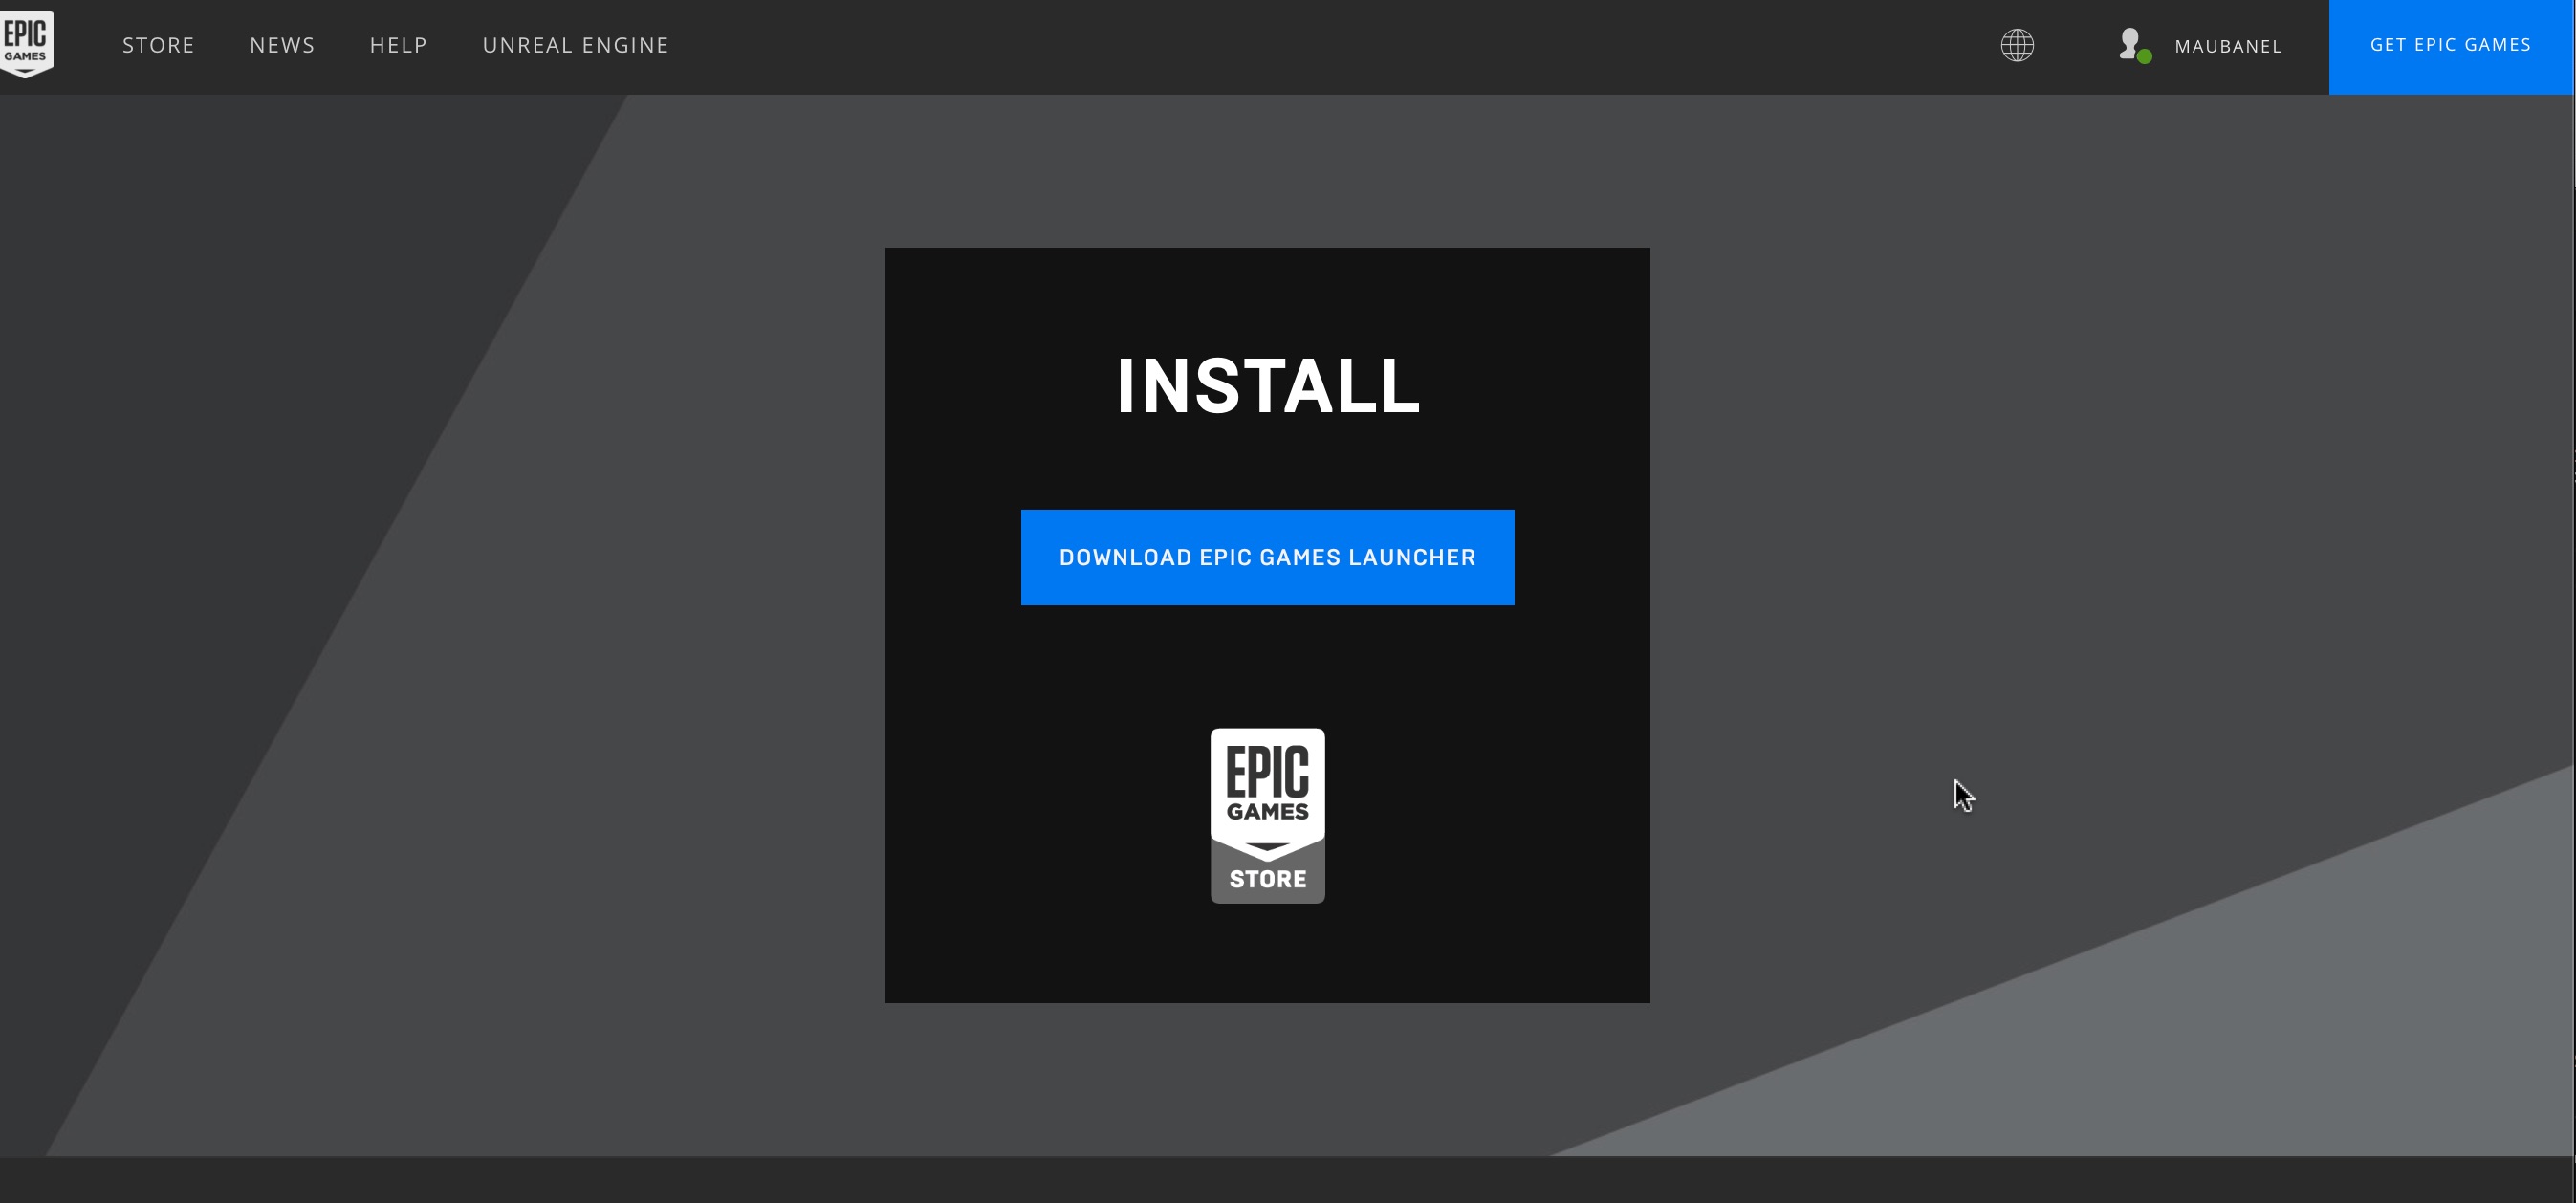 EPIC
GAMES
STORE
NEWS
HELP
UNREAL ENGINE
MAUBANEL
GET EPIC GAMES
INSTALL
DOWNLOAD EPIC GAMES LAUNCHER
EPIC
GAMES
STORE